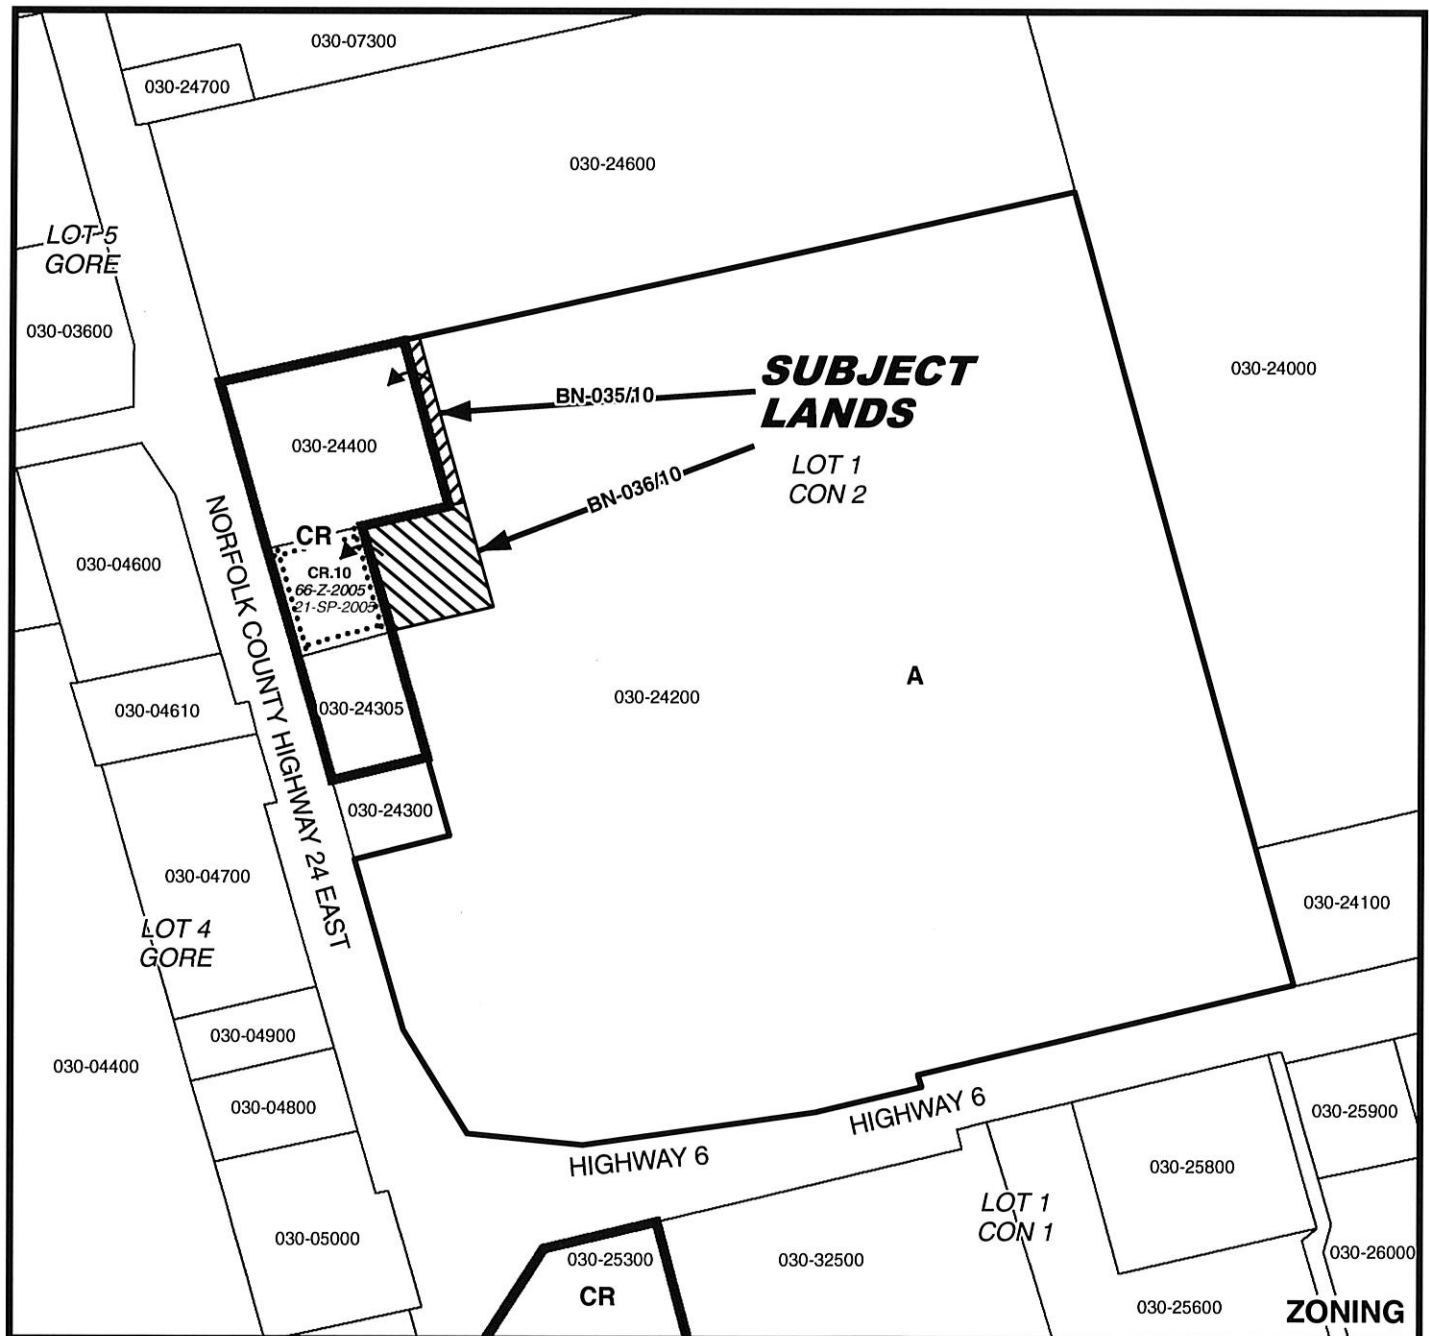 030-07300
030-24700
030-24600
LOT 5
GORE
030-03600
030-24000
SUBJECT
LANDS
BN-035/10
030-24400
LOT 1
CON 2
BN-036/10
CR
030-04600
CR.10
66-Z-2005
21-SP-2005
NORFOLK COUNTY HIGHWAY 24 EAST
A
030-24200
030-24305
030-04610
030-24300
030-04700
030-24100
LOT 4
GORE
030-04900
030-04400
030-04800
HIGHWAY 6
030-25900
HIGHWAY 6
030-25800
LOT 1
CON 1
030-05000
030-25300
030-32500
030-26000
CR
030-25600
ZONING